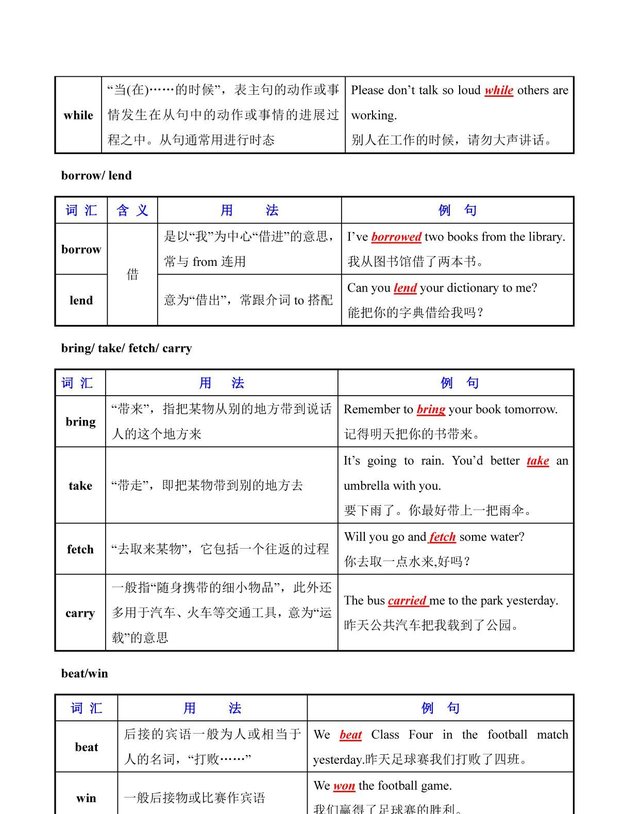 while
“当(在)……的时候”，表主句的动作或事
情发生在从句中的动作或事情的进展过
程之中。从句通常用进行时态
Please don’t talk so loud while others are
working.
别人在工作的时候，请勿大声讲话。
borrow/ lend
词 汇 含 义 用 法 例 句
borrow
借
是以“我”为中心“借进”的意思，
常与 from 连用
I’ve borrowed two books from the library.
我从图书馆借了两本书。
lend
意为“借出”，常跟介词 to 搭配
Can you lend your dictionary to me?
能把你的字典借给我吗？
bring/ take/ fetch/ carry
词 汇 用 法 例 句
bring
“带来”，指把某物从别的地方带到说话
人的这个地方来
Remember to bring your book tomorrow.
记得明天把你的书带来。
take
“带走”，即把某物带到别的地方去
It’s going to rain. You’d better take an
umbrella with you.
要下雨了。你最好带上一把雨伞。
fetch
“去取来某物”，它包括一个往返的过程
Will you go and fetch some water?
你去取一点水来,好吗？
carry
一般指“随身携带的细小物品”，此外还
多用于汽车、火车等交通工具，意为“运
载”的意思
The bus carried me to the park yesterday.
昨天公共汽车把我载到了公园。
beat/win
词 汇 用 法 例 句
beat
后接的宾语一般为人或相当于
人的名词，“打败……”
We beat Class Four in the football match
yesterday.昨天足球赛我们打败了四班。
win
一般后接物或比赛作宾语
We won the football game.
我们赢得了足球赛的胜利。